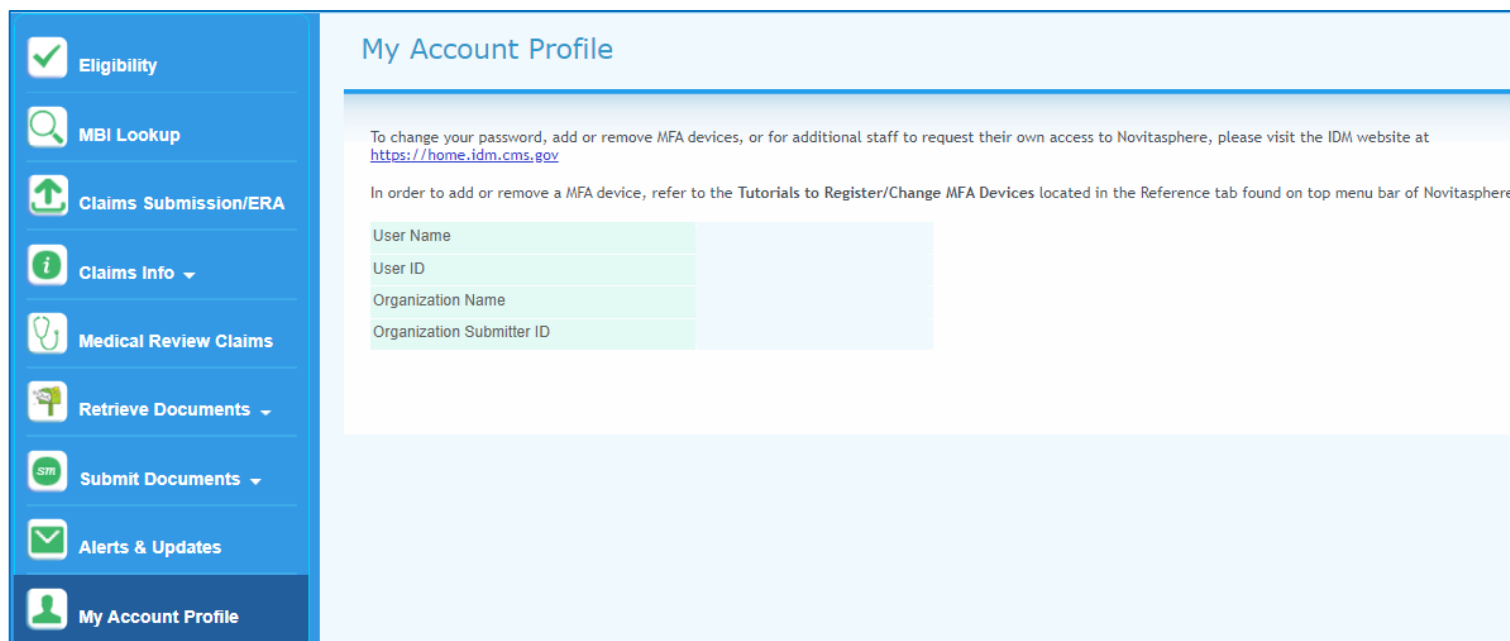 Eligibility
MBI Lookup
Claims Submission/ERA
Claims Info
Medical Review Claims
Retrieve Documents
sm
Submit Documents
Alerts & Updates
My Account Profile
My Account Profile
To change your password, add or remove MFA devices, or for additional staff to request their own access to Novitasphere, please visit the IDM website at
https://home.idm.cms.gov
In order to add or remove a MFA device, refer to the Tutorials to Register/Change MFA Devices located in the Reference tab found on top menu bar of Novitasphere
User Name
User ID
Organization Name
Organization Submitter ID